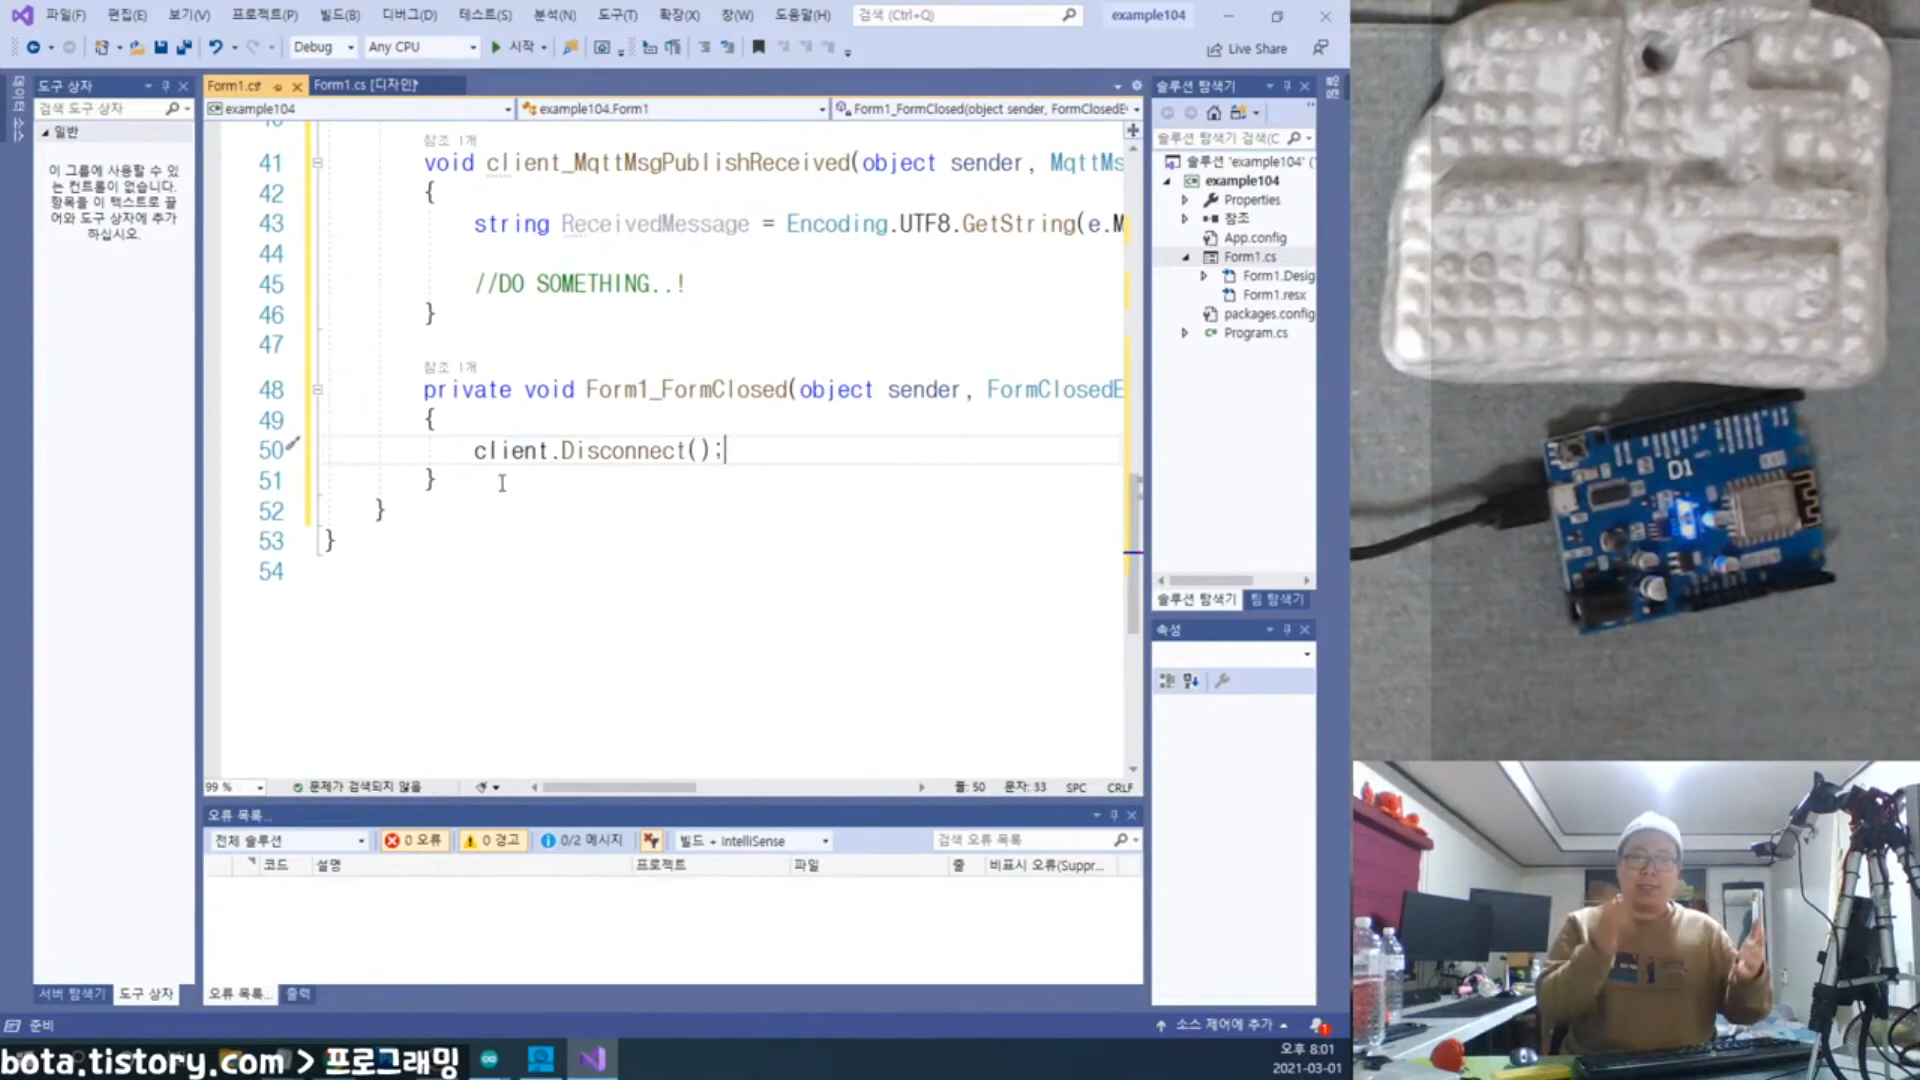 파일(F) 편집(E) 보기(V) 프로젝트(P) 빌드(B) 디버그(D) 테스트(S) 분석(N) 도구(T) 확장(X) 창(W) 도움말(H) 검색 (Ctrl+Q) example104
Debug Any CPU 시작 Live Share
도구 상자
검색 도구 상자
일반
이 그룹에 사용할 수 있
는 컨트롤이 없습니다.
항목을 이 텍스트로 끌
어와 도구 상자에 추가
하십시오.
서버 탐색기 도구 상자
Form1.cs* Form1.cs [디자인]*
example104 example104.Form1 Form1_FormClosed(object sender, FormClosedE
참조 1개
41 void client_MqttMsgPublishReceived(object sender, MqttMs
42 {
43 string ReceivedMessage = Encoding.UTF8.GetString(e.M
44
45 //DO SOMETHING..!
46 }
47
참조 1개
48 private void Form1_FormClosed(object sender, FormClosedE
49 {
50 client.Disconnect();
51 }
52 }
53 }
54
99 % 문제가 검색되지 않음 줄: 50 문자: 33 SPC CRLF
오류 목록...
전체 솔루션 0 오류 0 경고 0/2 메시지 빌드 + IntelliSense 검색 오류 목록
코드 설명 프로젝트 파일 줄 비표시 오류(Suppr...
오류 목록... 출력
솔루션 탐색기
솔루션 탐색기 검색(C
솔루션 'example104' (
example104
Properties
참조
App.config
Form1.cs
Form1.Desig
Form1.resx
packages.config
Program.cs
솔루션 탐색기 팀 탐색기
속성
준비 소스 제어에 추가 1
bota.tistory.com > 프로그래밍
오후 8:01
2021-03-01
D1